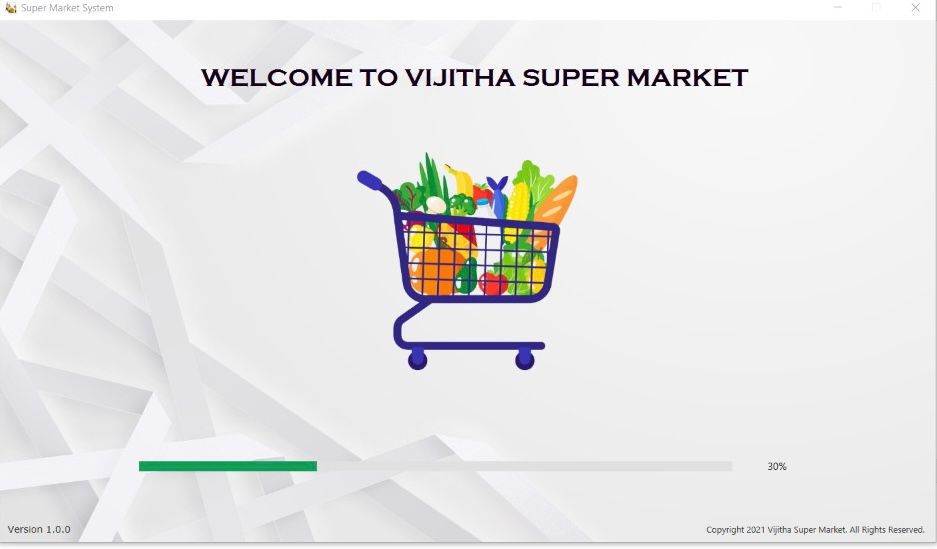 Super Market System
WELCOME TO VIJITHA SUPER MARKET
30%
Version 1.0.0
Copyright 2021 Vijitha Super Market. All Rights Reserved.